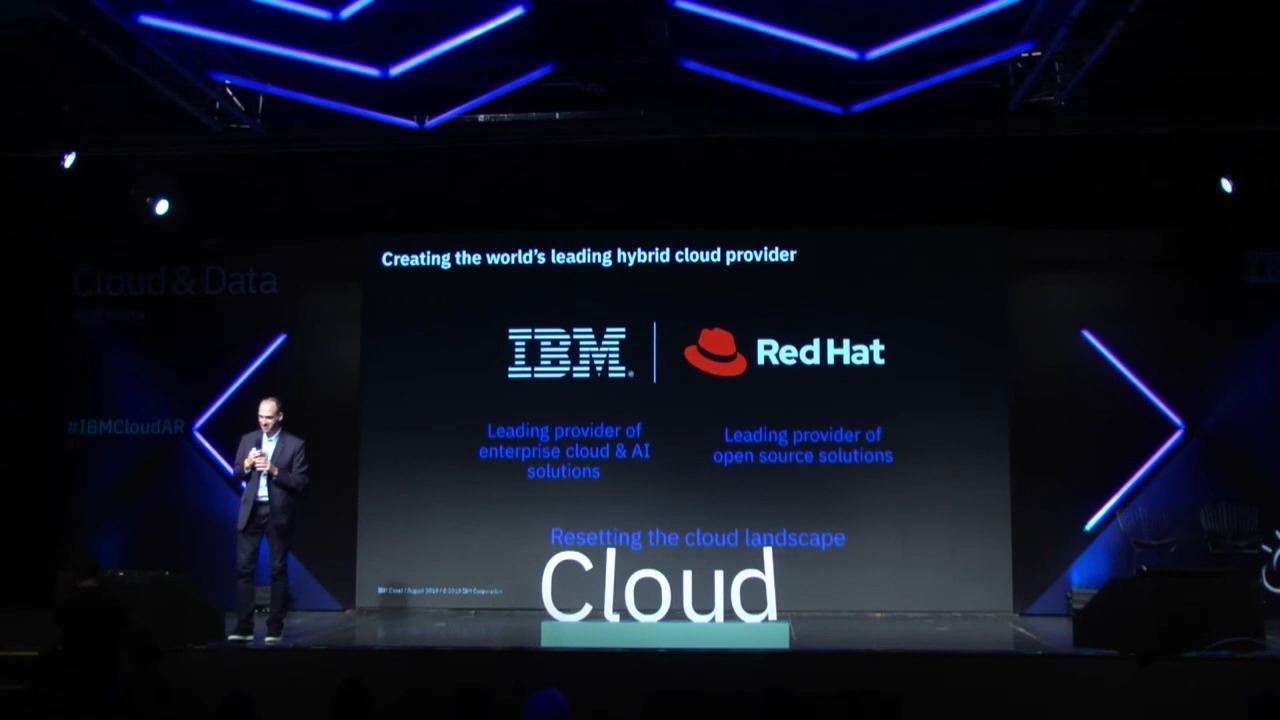 Creating the world's leading hybrid cloud provider
Cloud & Data
IBM
Red Hat
#IBMCloudAR
Leading provider of
enterprise cloud & AI
solutions
Leading provider of
open source solutions
Resetting the cloud landscape
Cloud